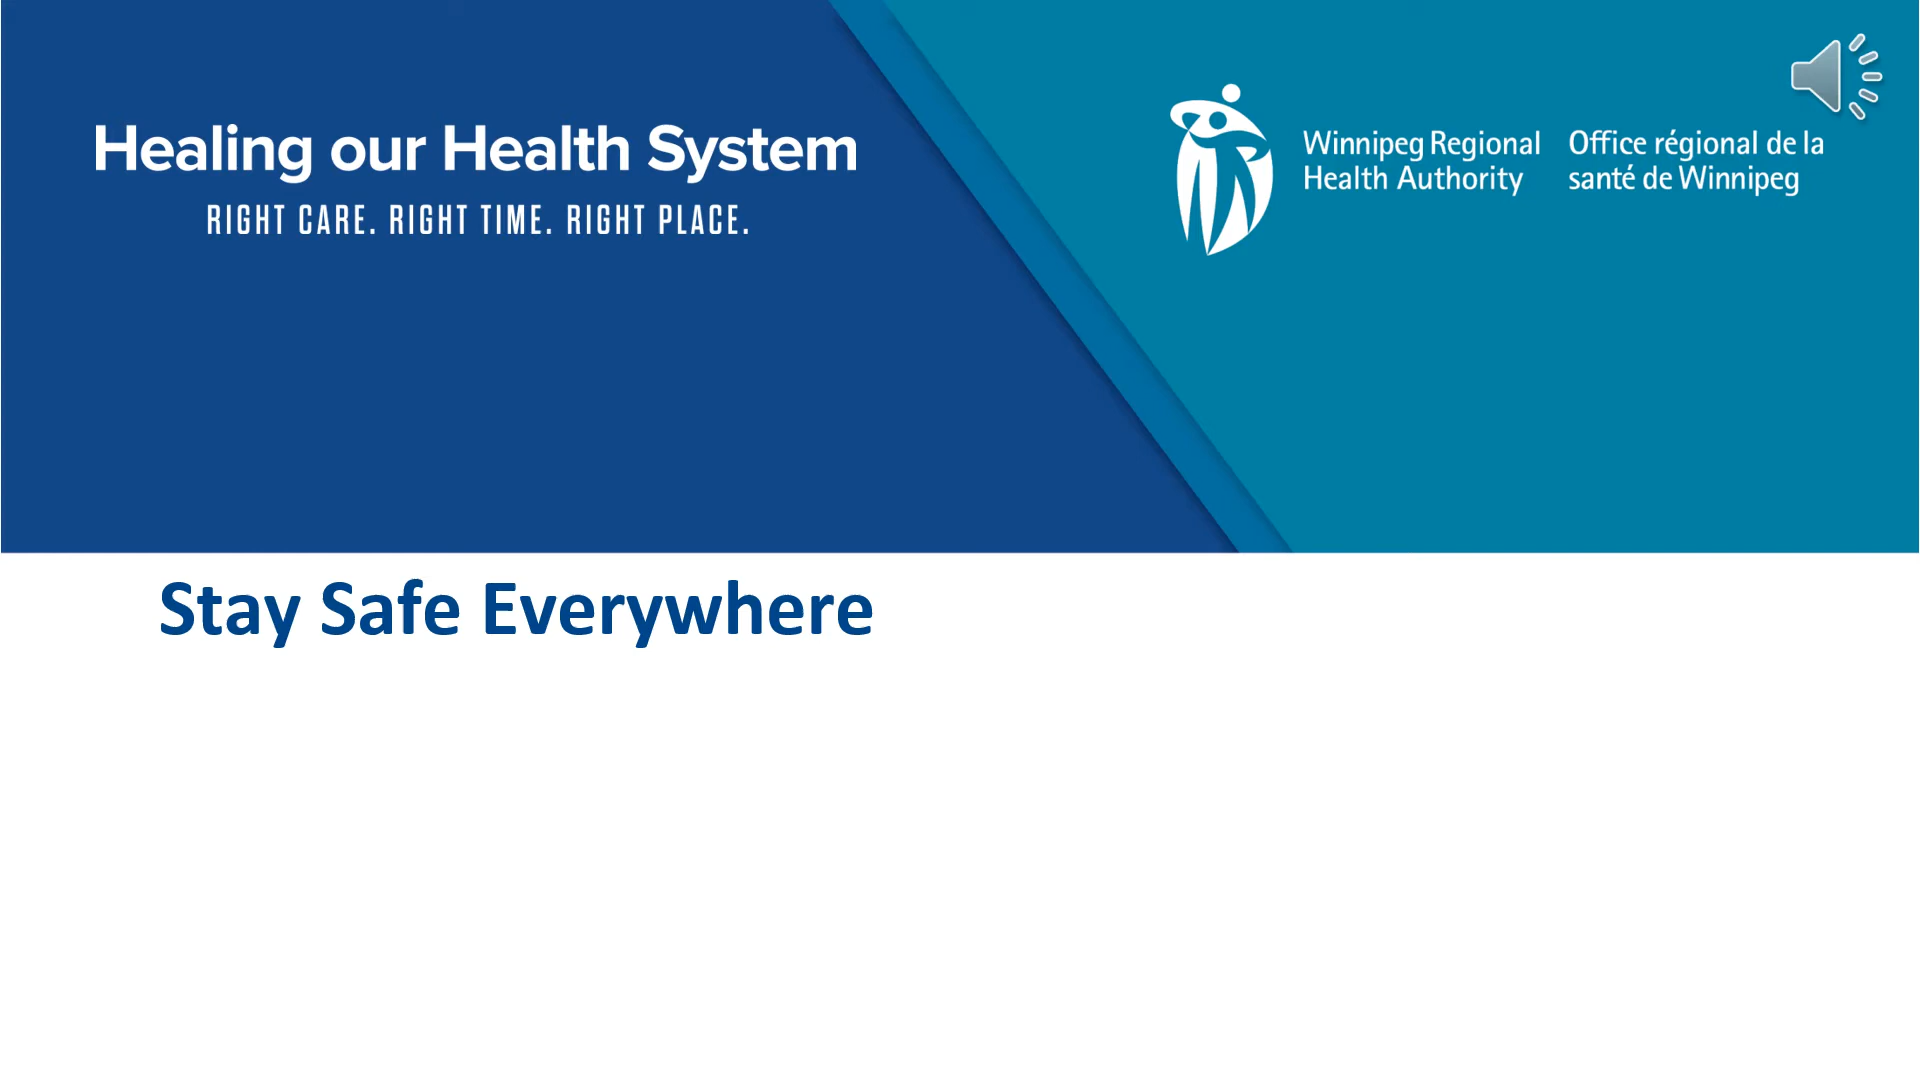 Healing our Health System
RIGHT CARE. RIGHT TIME. RIGHT PLACE.
Winnipeg Regional
Health Authority
Office régional de la
santé de Winnipeg
Stay Safe Everywhere